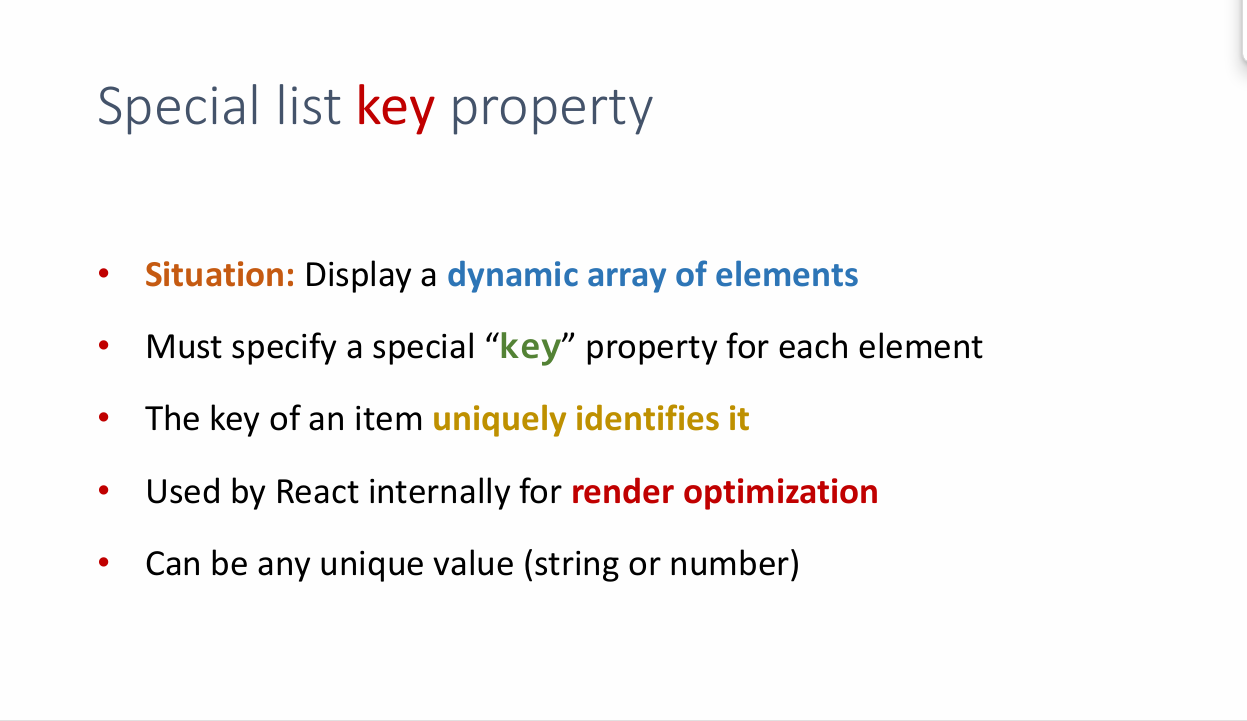 Special list key property
• Situation: Display a dynamic array of elements
• Must specify a special “key” property for each element
• The key of an item uniquely identifies it
• Used by React internally for render optimization
• Can be any unique value (string or number)